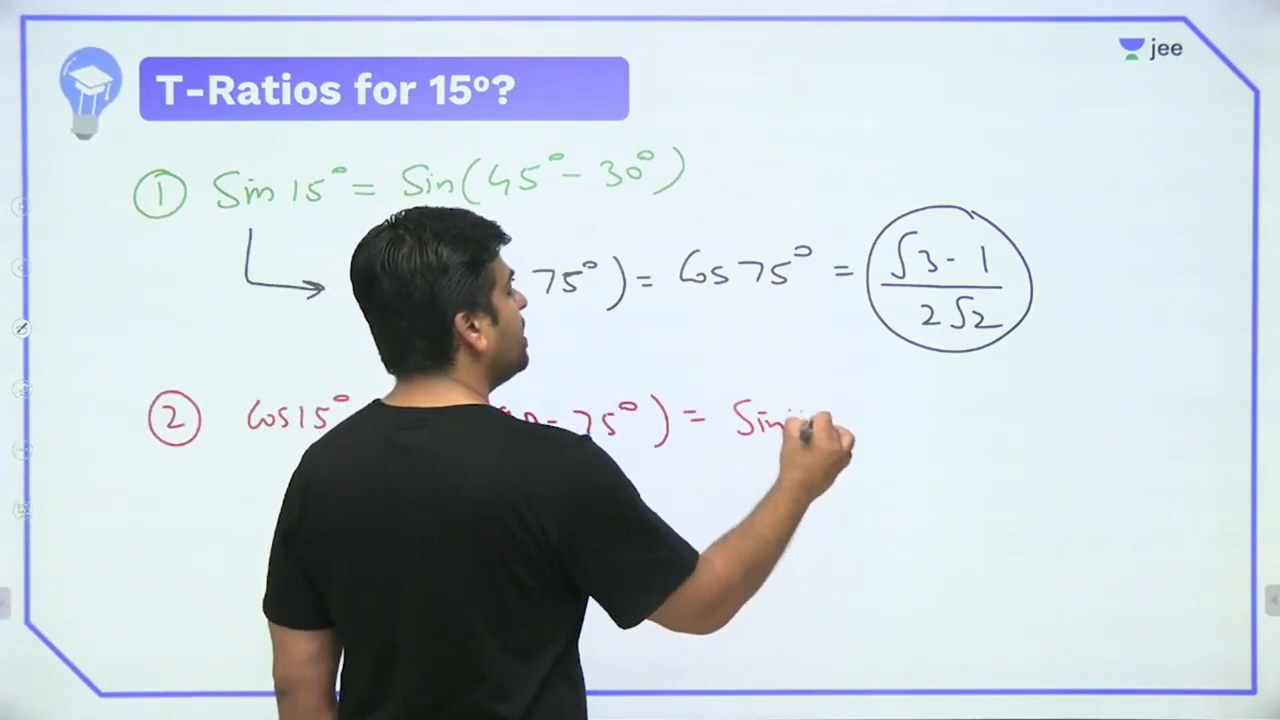 jee
T-Ratios for 15º?
① Sin 15° = Sin(45° - 30°)
75°) = Cos 75° = √3 - 1 / 2√2
② Cos 15° - 75°) = Sin